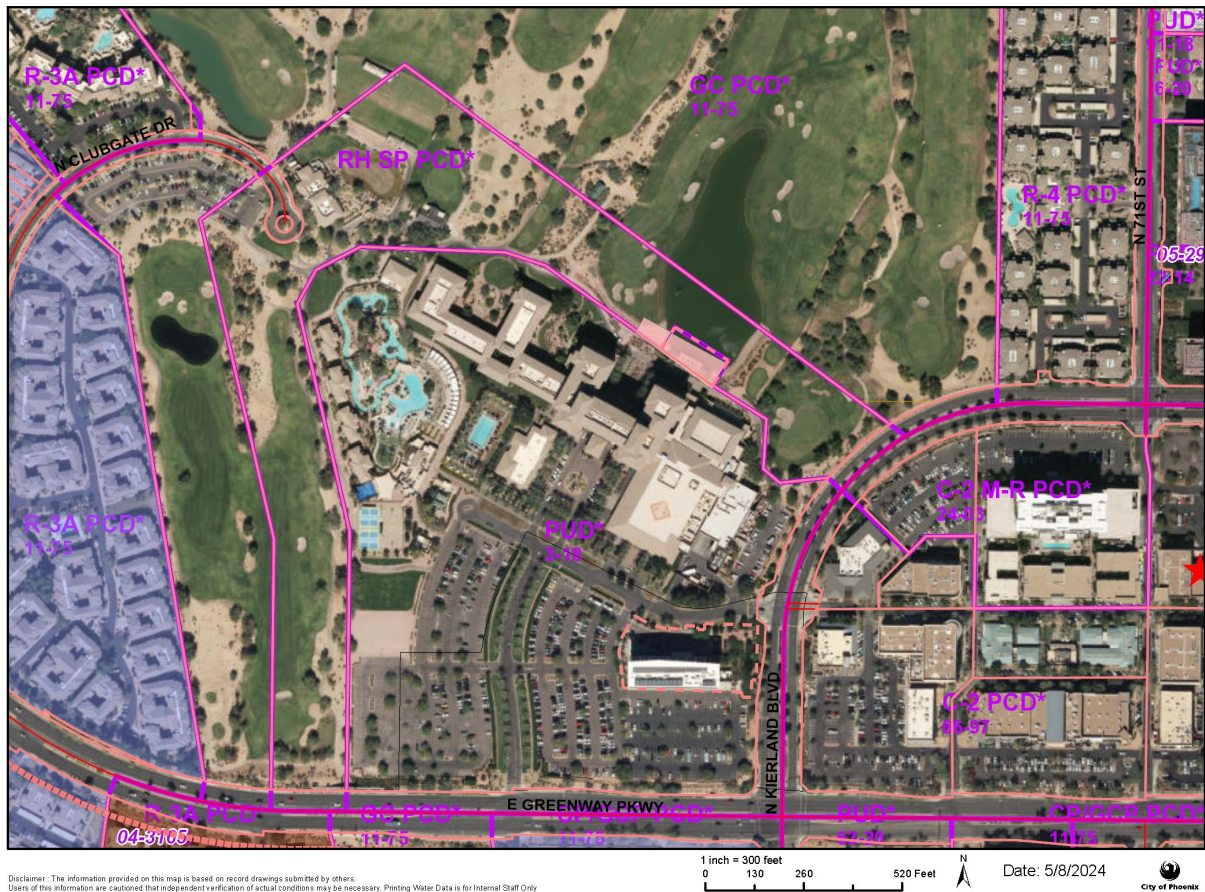 PUD*
PUD*
6-20
R-3A PCD*
11-75
GC PCD*
11-75
N CLUBGATE DR
RH SP PCD*
R-4 PCD*
11-75
N 71ST ST
05-29
C-2 M-R PCD*
R-3A PCD*
11-75
PUD*
3-18
C-2 PCD*
66-97
N KIERLAND BLVD
E GREENWAY PKWY
R-3A PCD*
04-3105
GC PCD*
11-75
11-75
PUD*
CP/GCP PCD*
11-75
1 inch = 300 feet
0 130 260 520 Feet
N
Date: 5/8/2024
City of Phoenix
Disclaimer : The information provided on this map is based on record drawings submitted by others.
Users of this information are cautioned that independent verification of actual conditions may be necessary. Printing Water Data is for Internal Staff Only